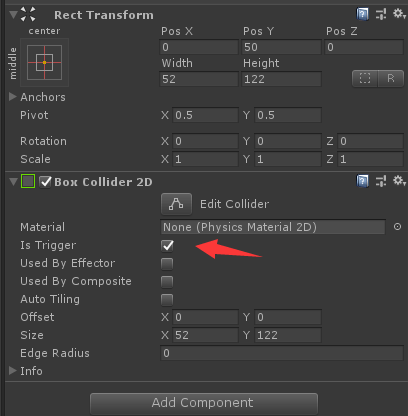 Rect Transform
center
Pos X Pos Y Pos Z
middle
0 50 0
Width Height
52 122 R
Anchors
Pivot X 0.5 Y 0.5
Rotation X 0 Y 0 Z 0
Scale X 1 Y 1 Z 1
Box Collider 2D
Edit Collider
Material None (Physics Material 2D)
Is Trigger
Used By Effector
Used By Composite
Auto Tiling
Offset X 0 Y 0
Size X 52 Y 122
Edge Radius 0
Info
Add Component